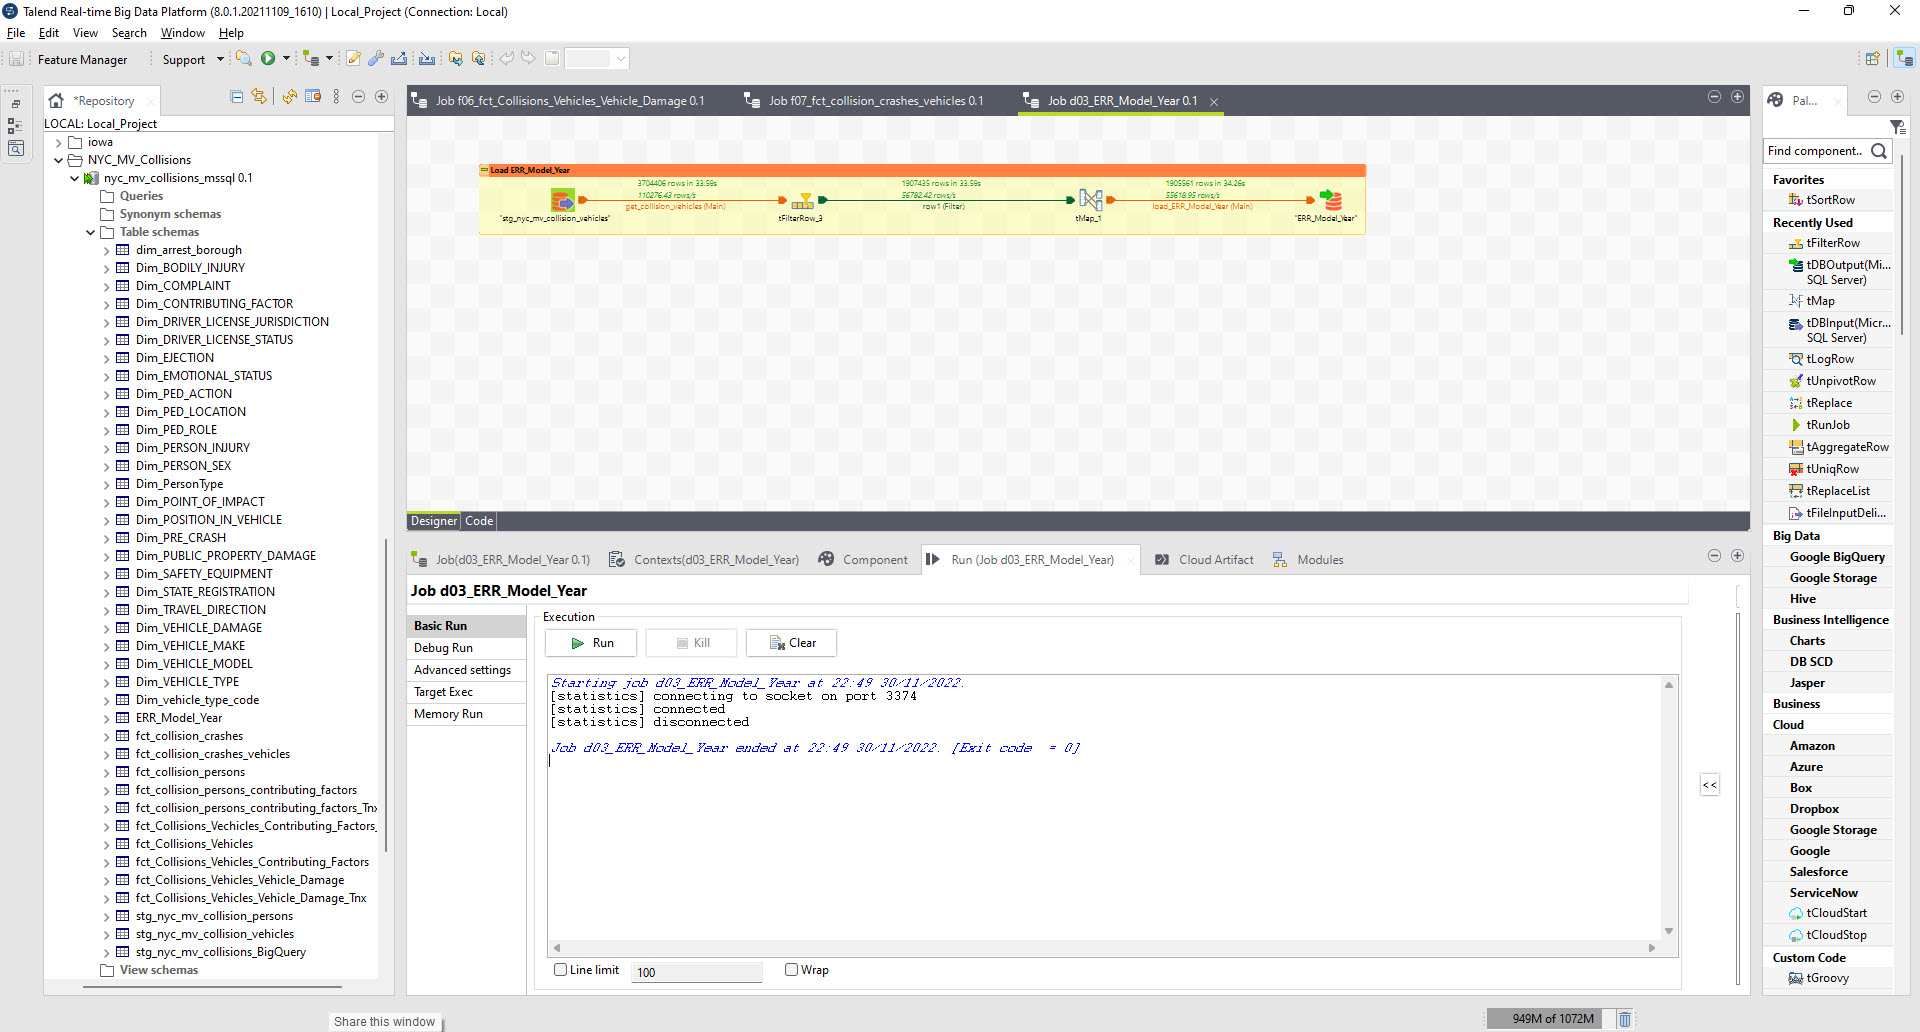 Talend Real-time Big Data Platform (8.0.1.20211109_1610) | Local_Project (Connection: Local)
File Edit View Search Window Help
Feature Manager Support
*Repository
LOCAL: Local_Project
iowa
NYC_MV_Collisions
nyc_mv_collisions_mssql 0.1
Queries
Synonym schemas
Table schemas
dim_arrest_borough
Dim_BODILY_INJURY
Dim_COMPLAINT
Dim_CONTRIBUTING_FACTOR
Dim_DRIVER_LICENSE_JURISDICTION
Dim_DRIVER_LICENSE_STATUS
Dim_EJECTION
Dim_EMOTIONAL_STATUS
Dim_PED_ACTION
Dim_PED_LOCATION
Dim_PED_ROLE
Dim_PERSON_INJURY
Dim_PERSON_SEX
Dim_PersonType
Dim_POINT_OF_IMPACT
Dim_POSITION_IN_VEHICLE
Dim_PRE_CRASH
Dim_PUBLIC_PROPERTY_DAMAGE
Dim_SAFETY_EQUIPMENT
Dim_STATE_REGISTRATION
Dim_TRAVEL_DIRECTION
Dim_VEHICLE_DAMAGE
Dim_VEHICLE_MAKE
Dim_VEHICLE_MODEL
Dim_VEHICLE_TYPE
Dim_vehicle_type_code
ERR_Model_Year
fct_collision_crashes
fct_collision_crashes_vehicles
fct_collision_persons
fct_collision_persons_contributing_factors
fct_collision_persons_contributing_factors_Tnx
fct_Collisions_Vechicles_Contributing_Factors_
fct_Collisions_Vehicles
fct_Collisions_Vehicles_Contributing_Factors
fct_Collisions_Vehicles_Vehicle_Damage
fct_Collisions_Vehicles_Vehicle_Damage_Tnx
stg_nyc_mv_collision_persons
stg_nyc_mv_collision_vehicles
stg_nyc_mv_collisions_BigQuery
View schemas
Job f06_fct_Collisions_Vehicles_Vehicle_Damage 0.1 Job f07_fct_collision_crashes_vehicles 0.1 Job d03_ERR_Model_Year 0.1
Load ERR_Model_Year
3704406 rows in 33.59s 1907435 rows in 33.59s 1905561 rows in 34.26s
110276.43 rows/s 56782.42 rows/s 55618.95 rows/s
get_collision_vehicles (Main) row1 (Filter) load_ERR_Model_Year (Main)
"stg_nyc_mv_collision_vehicles" tFilterRow_3 tMap_1 "ERR_Model_Year"
Designer Code
Job(d03_ERR_Model_Year 0.1) Contexts(d03_ERR_Model_Year) Component Run (Job d03_ERR_Model_Year) Cloud Artifact Modules
Job d03_ERR_Model_Year
Basic Run
Debug Run
Advanced settings
Target Exec
Memory Run
Execution
Run Kill Clear
Starting job d03_ERR_Model_Year at 22:49 30/11/2022.
[statistics] connecting to socket on port 3374
[statistics] connected
[statistics] disconnected
Job d03_ERR_Model_Year ended at 22:49 30/11/2022. [Exit code = 0]
<<
Line limit 100 Wrap
Pal...
Find component..
Favorites
tSortRow
Recently Used
tFilterRow
tDBOutput(Mi...
SQL Server)
tMap
tDBInput(Micr...
SQL Server)
tLogRow
tUnpivotRow
tReplace
tRunJob
tAggregateRow
tUniqRow
tReplaceList
tFileInputDeli...
Big Data
Google BigQuery
Google Storage
Hive
Business Intelligence
Charts
DB SCD
Jasper
Business
Cloud
Amazon
Azure
Box
Dropbox
Google Storage
Google
Salesforce
ServiceNow
tCloudStart
tCloudStop
Custom Code
tGroovy
Share this window
949M of 1072M